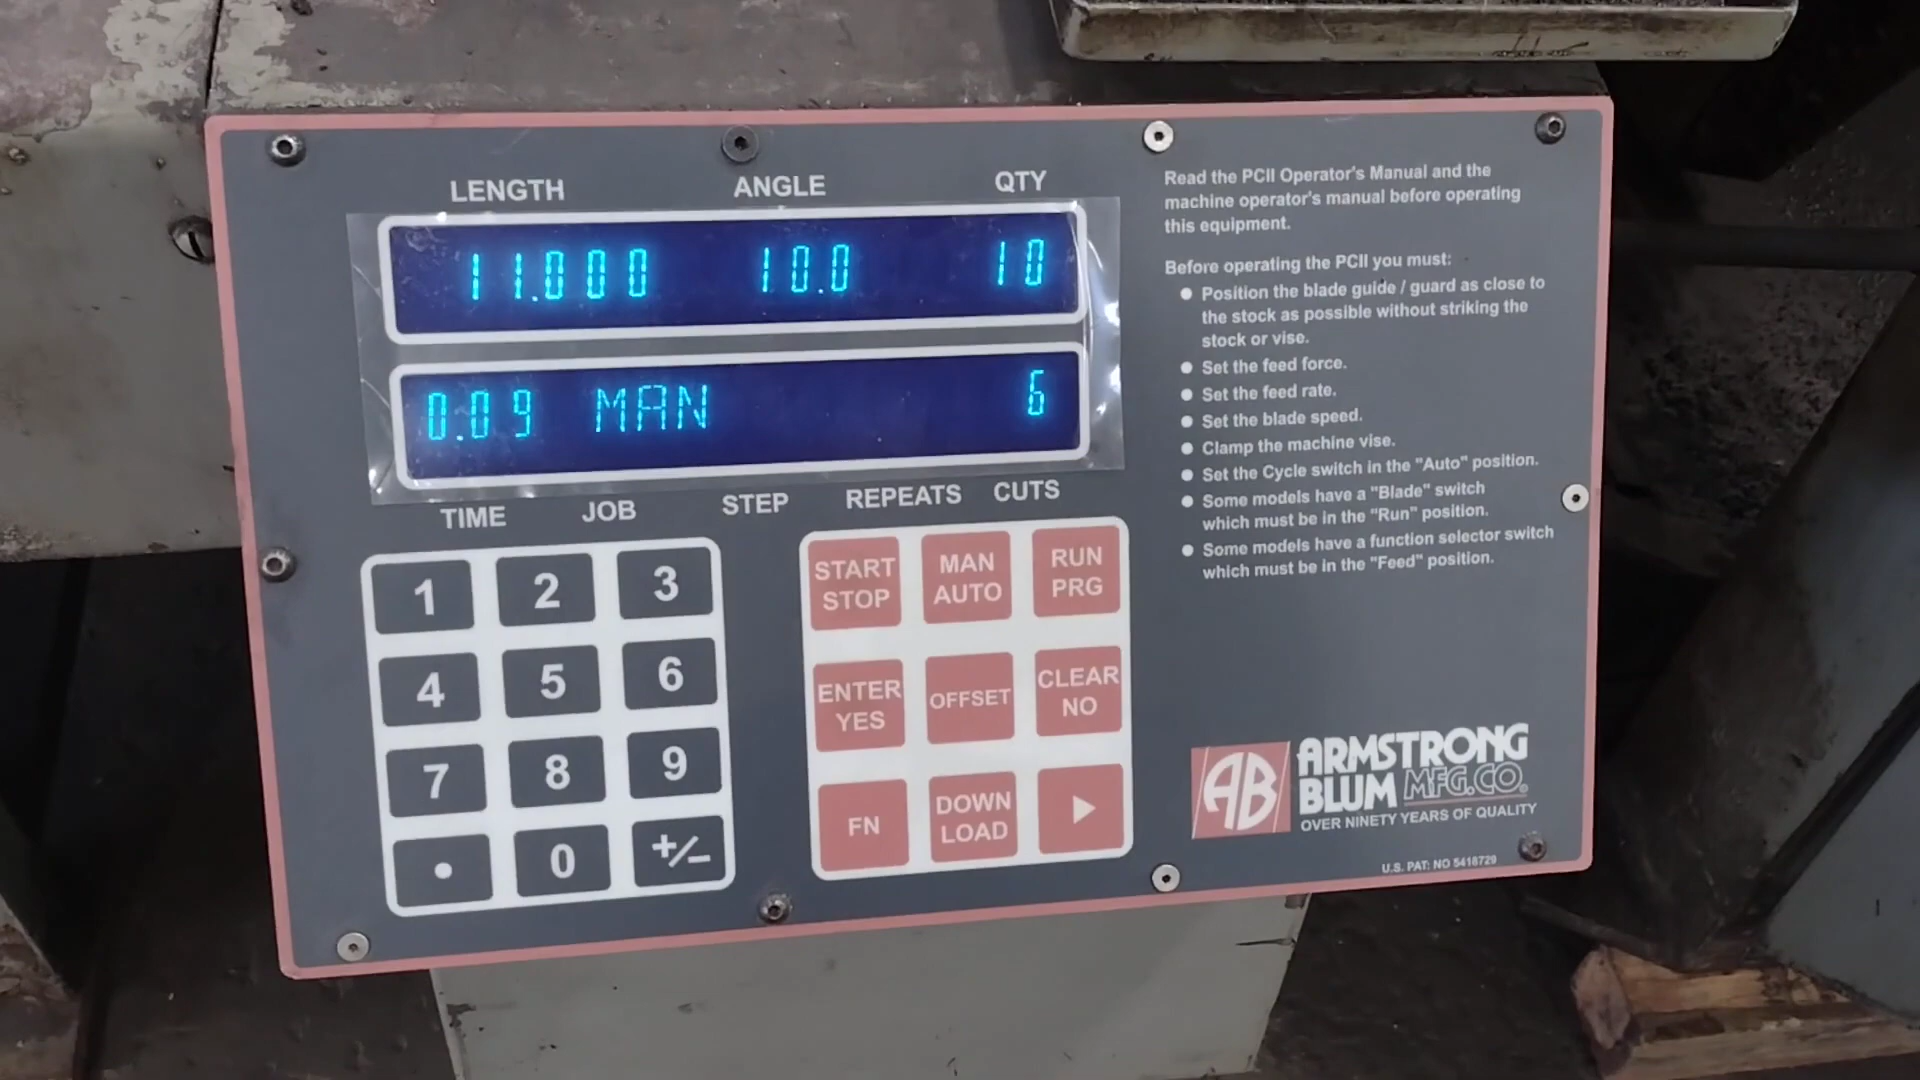 LENGTH ANGLE QTY
11.000 10.0 10
0.09 MAN 6
TIME JOB STEP REPEATS CUTS
1 2 3
4 5 6
7 8 9
. 0 +/−
START
STOP
MAN
AUTO
RUN
PRG
ENTER
YES
OFFSET
CLEAR
NO
FN
DOWN
LOAD
Read the PCII Operator's Manual and the
machine operator's manual before operating
this equipment.
Before operating the PCII you must:
● Position the blade guide / guard as close to
the stock as possible without striking the
stock or vise.
● Set the feed force.
● Set the feed rate.
● Set the blade speed.
● Clamp the machine vise.
● Set the Cycle switch in the "Auto" position.
● Some models have a "Blade" switch
which must be in the "Run" position.
● Some models have a function selector switch
which must be in the "Feed" position.
AB
ARMSTRONG
BLUM MFG.CO.®
OVER NINETY YEARS OF QUALITY
U.S. PAT: NO 5418729